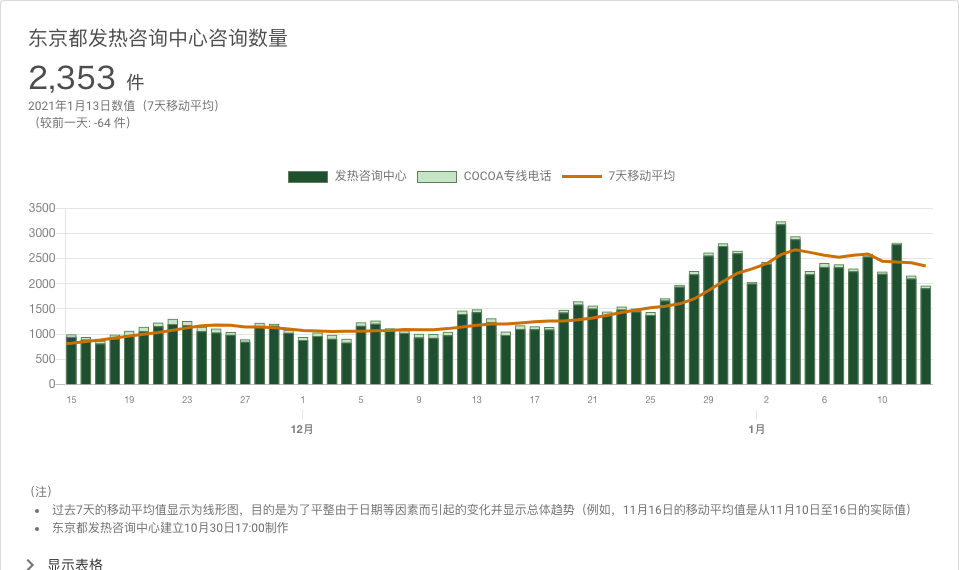 东京都发热咨询中心咨询数量
2,353 件
2021年1月13日数值（7天移动平均）
（较前一天: -64 件）
发热咨询中心 COCOA专线电话 7天移动平均
3500
3000
2500
2000
1500
1000
500
0
15 19 23 27 1 5 9 13 17 21 25 29 2 6 10
12月 1月
（注）
• 过去7天的移动平均值显示为线形图，目的是为了平整由于日期等因素而引起的变化并显示总体趋势（例如，11月16日的移动平均值是从11月10日至16日的实际值）
• 东京都发热咨询中心建立10月30日17:00制作
显示表格